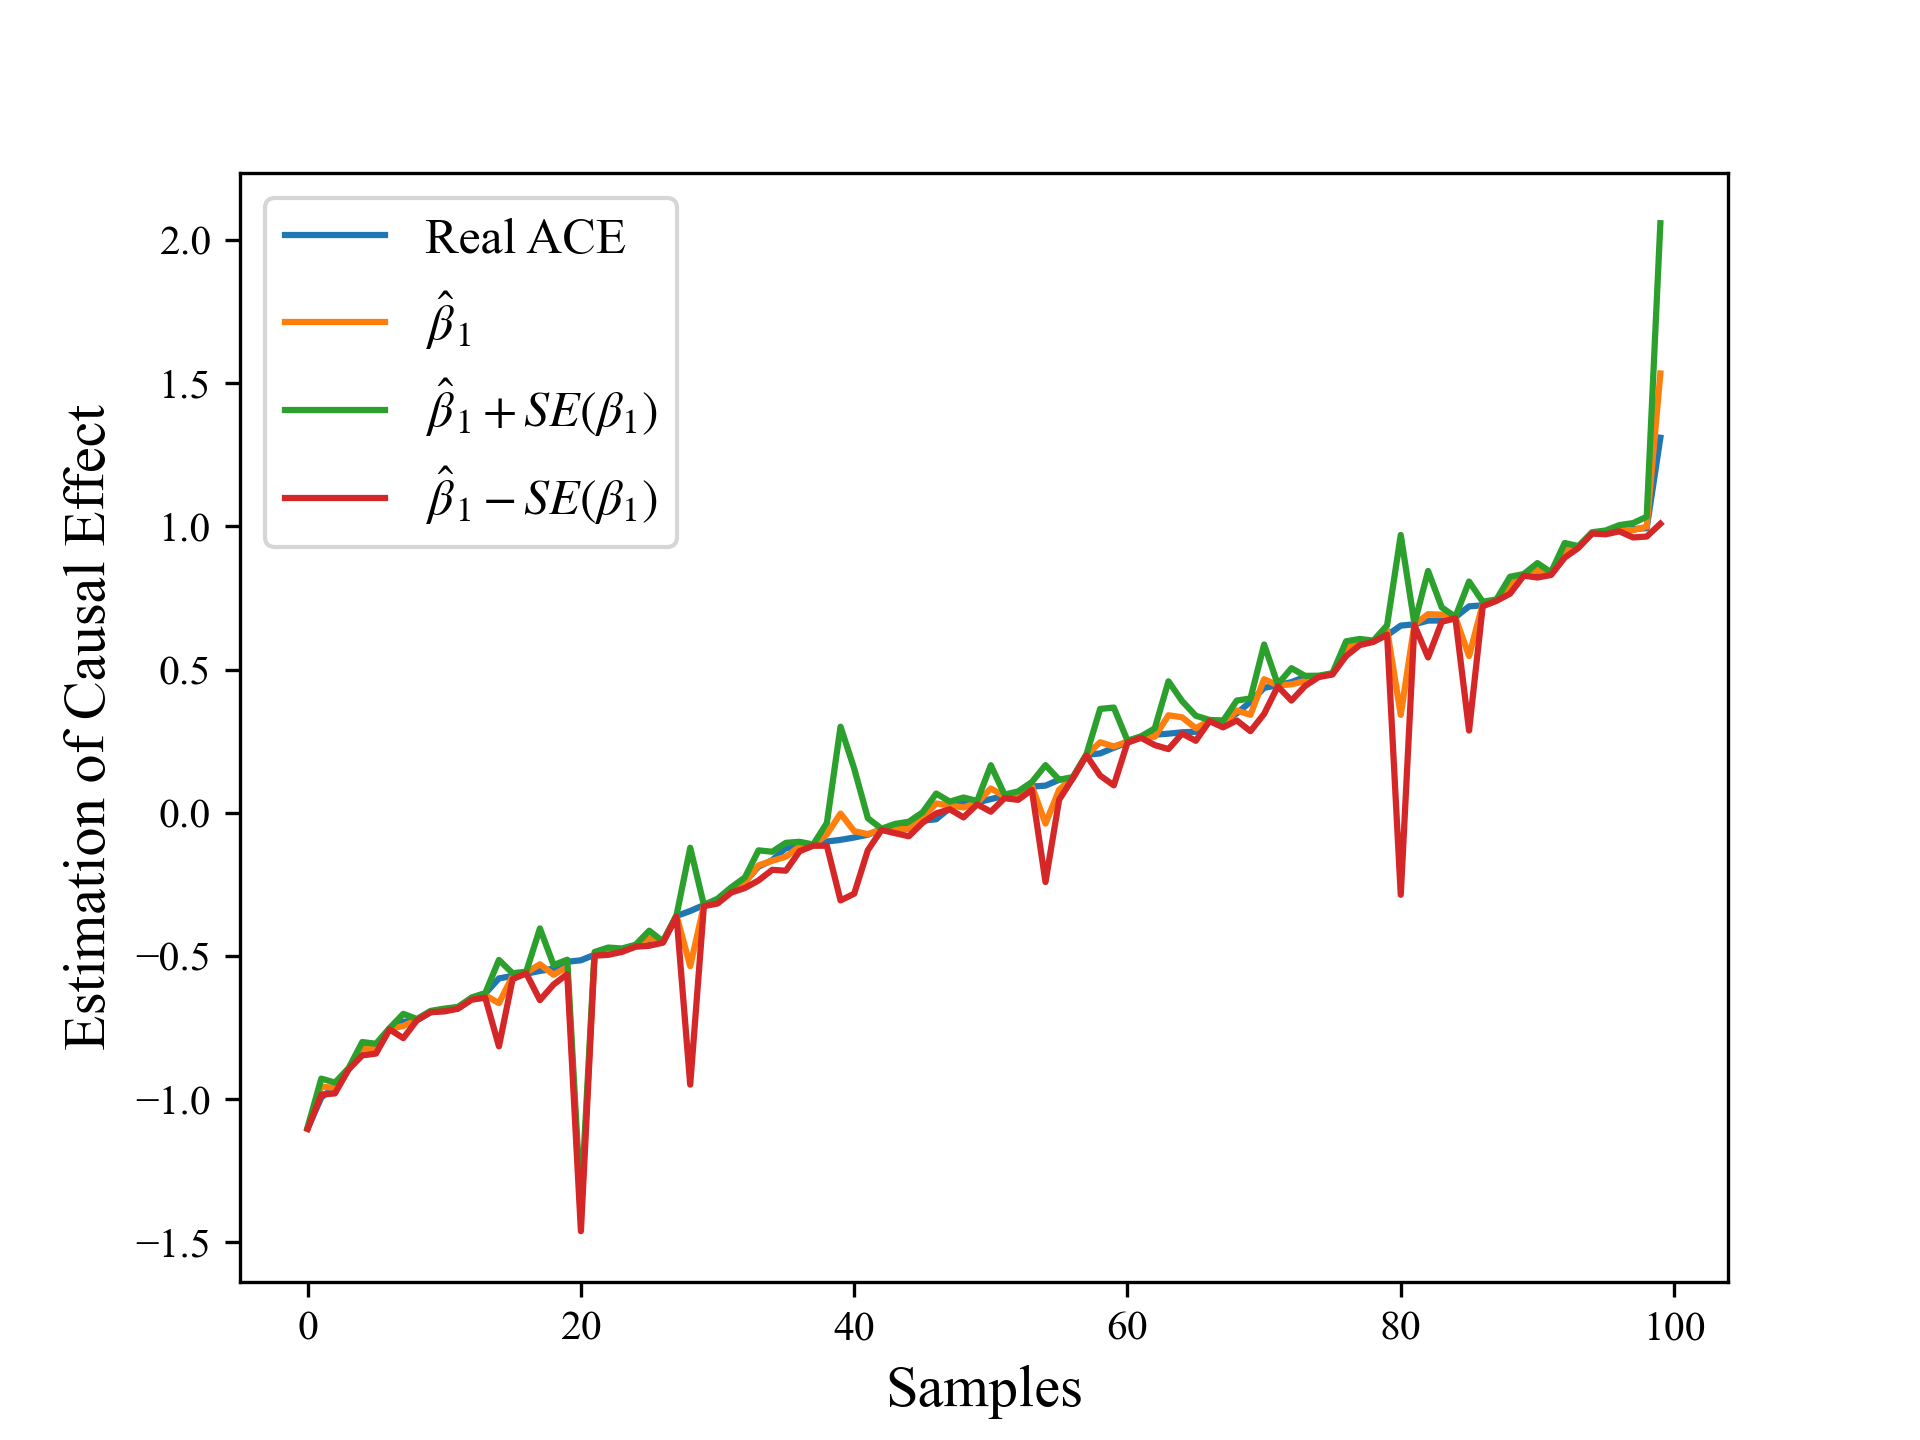 Real ACE
β̂₁
β̂₁ + SE(β₁)
β̂₁ − SE(β₁)
Estimation of Causal Effect
2.0
1.5
1.0
0.5
0.0
−0.5
−1.0
−1.5
0 20 40 60 80 100
Samples